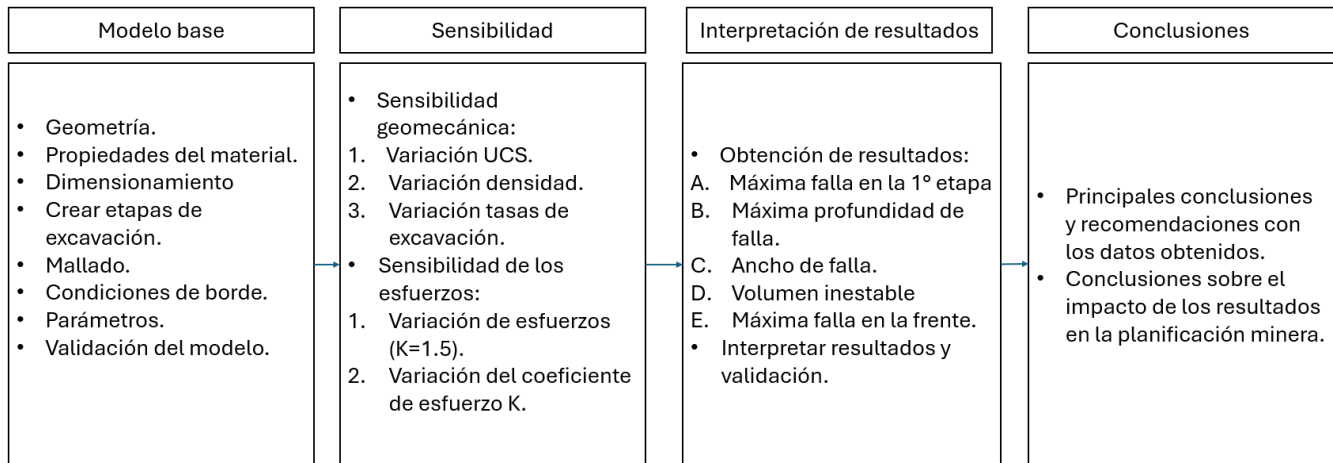 Modelo base
• Geometría.
• Propiedades del material.
• Dimensionamiento
• Crear etapas de
excavación.
• Mallado.
• Condiciones de borde.
• Parámetros.
• Validación del modelo.
Sensibilidad
• Sensibilidad
geomecánica:
1. Variación UCS.
2. Variación densidad.
3. Variación tasas de
excavación.
• Sensibilidad de los
esfuerzos:
1. Variación de esfuerzos
(K=1.5).
2. Variación del coeficiente
de esfuerzo K.
Interpretación de resultados
• Obtención de resultados:
A. Máxima falla en la 1° etapa
B. Máxima profundidad de
falla.
C. Ancho de falla.
D. Volumen inestable
E. Máxima falla en la frente.
• Interpretar resultados y
validación.
Conclusiones
• Principales conclusiones
y recomendaciones con
los datos obtenidos.
• Conclusiones sobre el
impacto de los resultados
en la planificación minera.